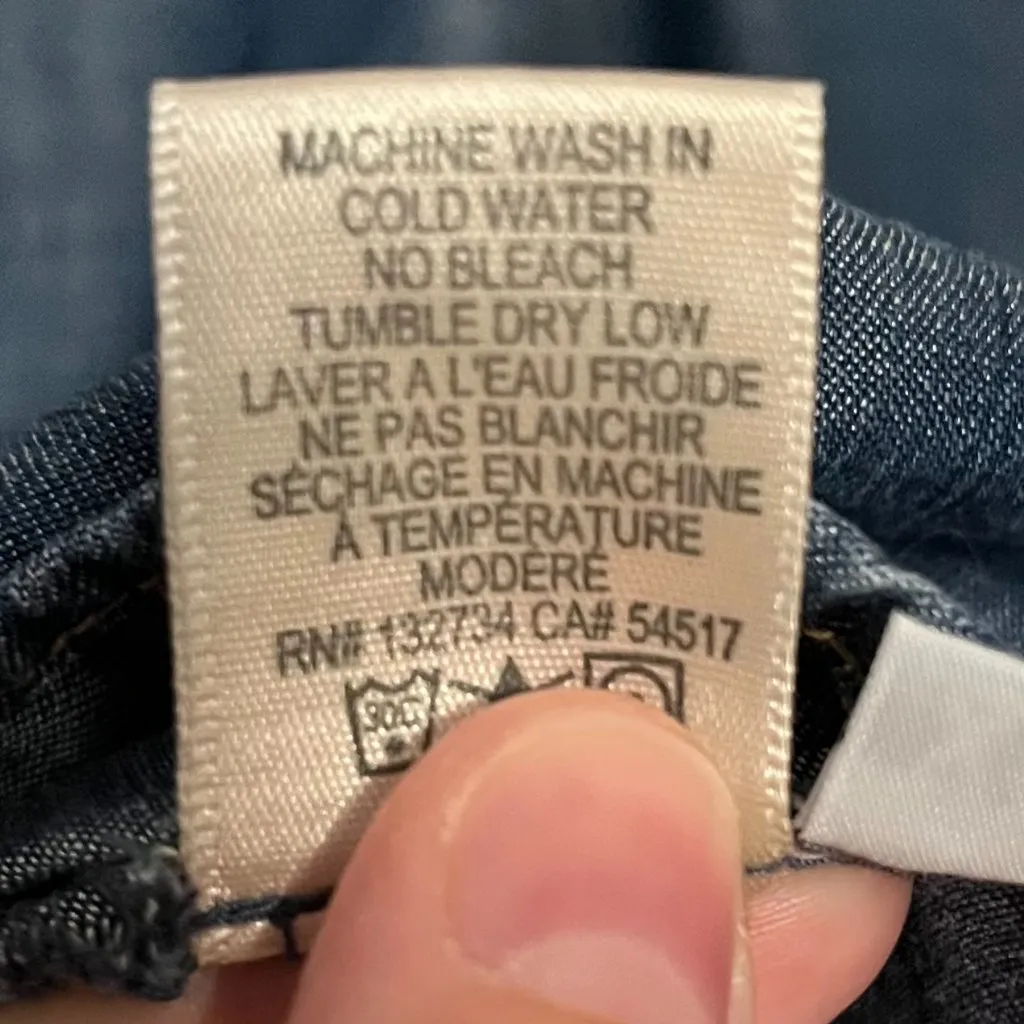 MACHINE WASH IN
COLD WATER
NO BLEACH
TUMBLE DRY LOW
LAVER A L'EAU FROIDE
NE PAS BLANCHIR
SÉCHAGE EN MACHINE
À TEMPÉRATURE
MODÉRÉ
RN# 132734 CA# 54517
30C